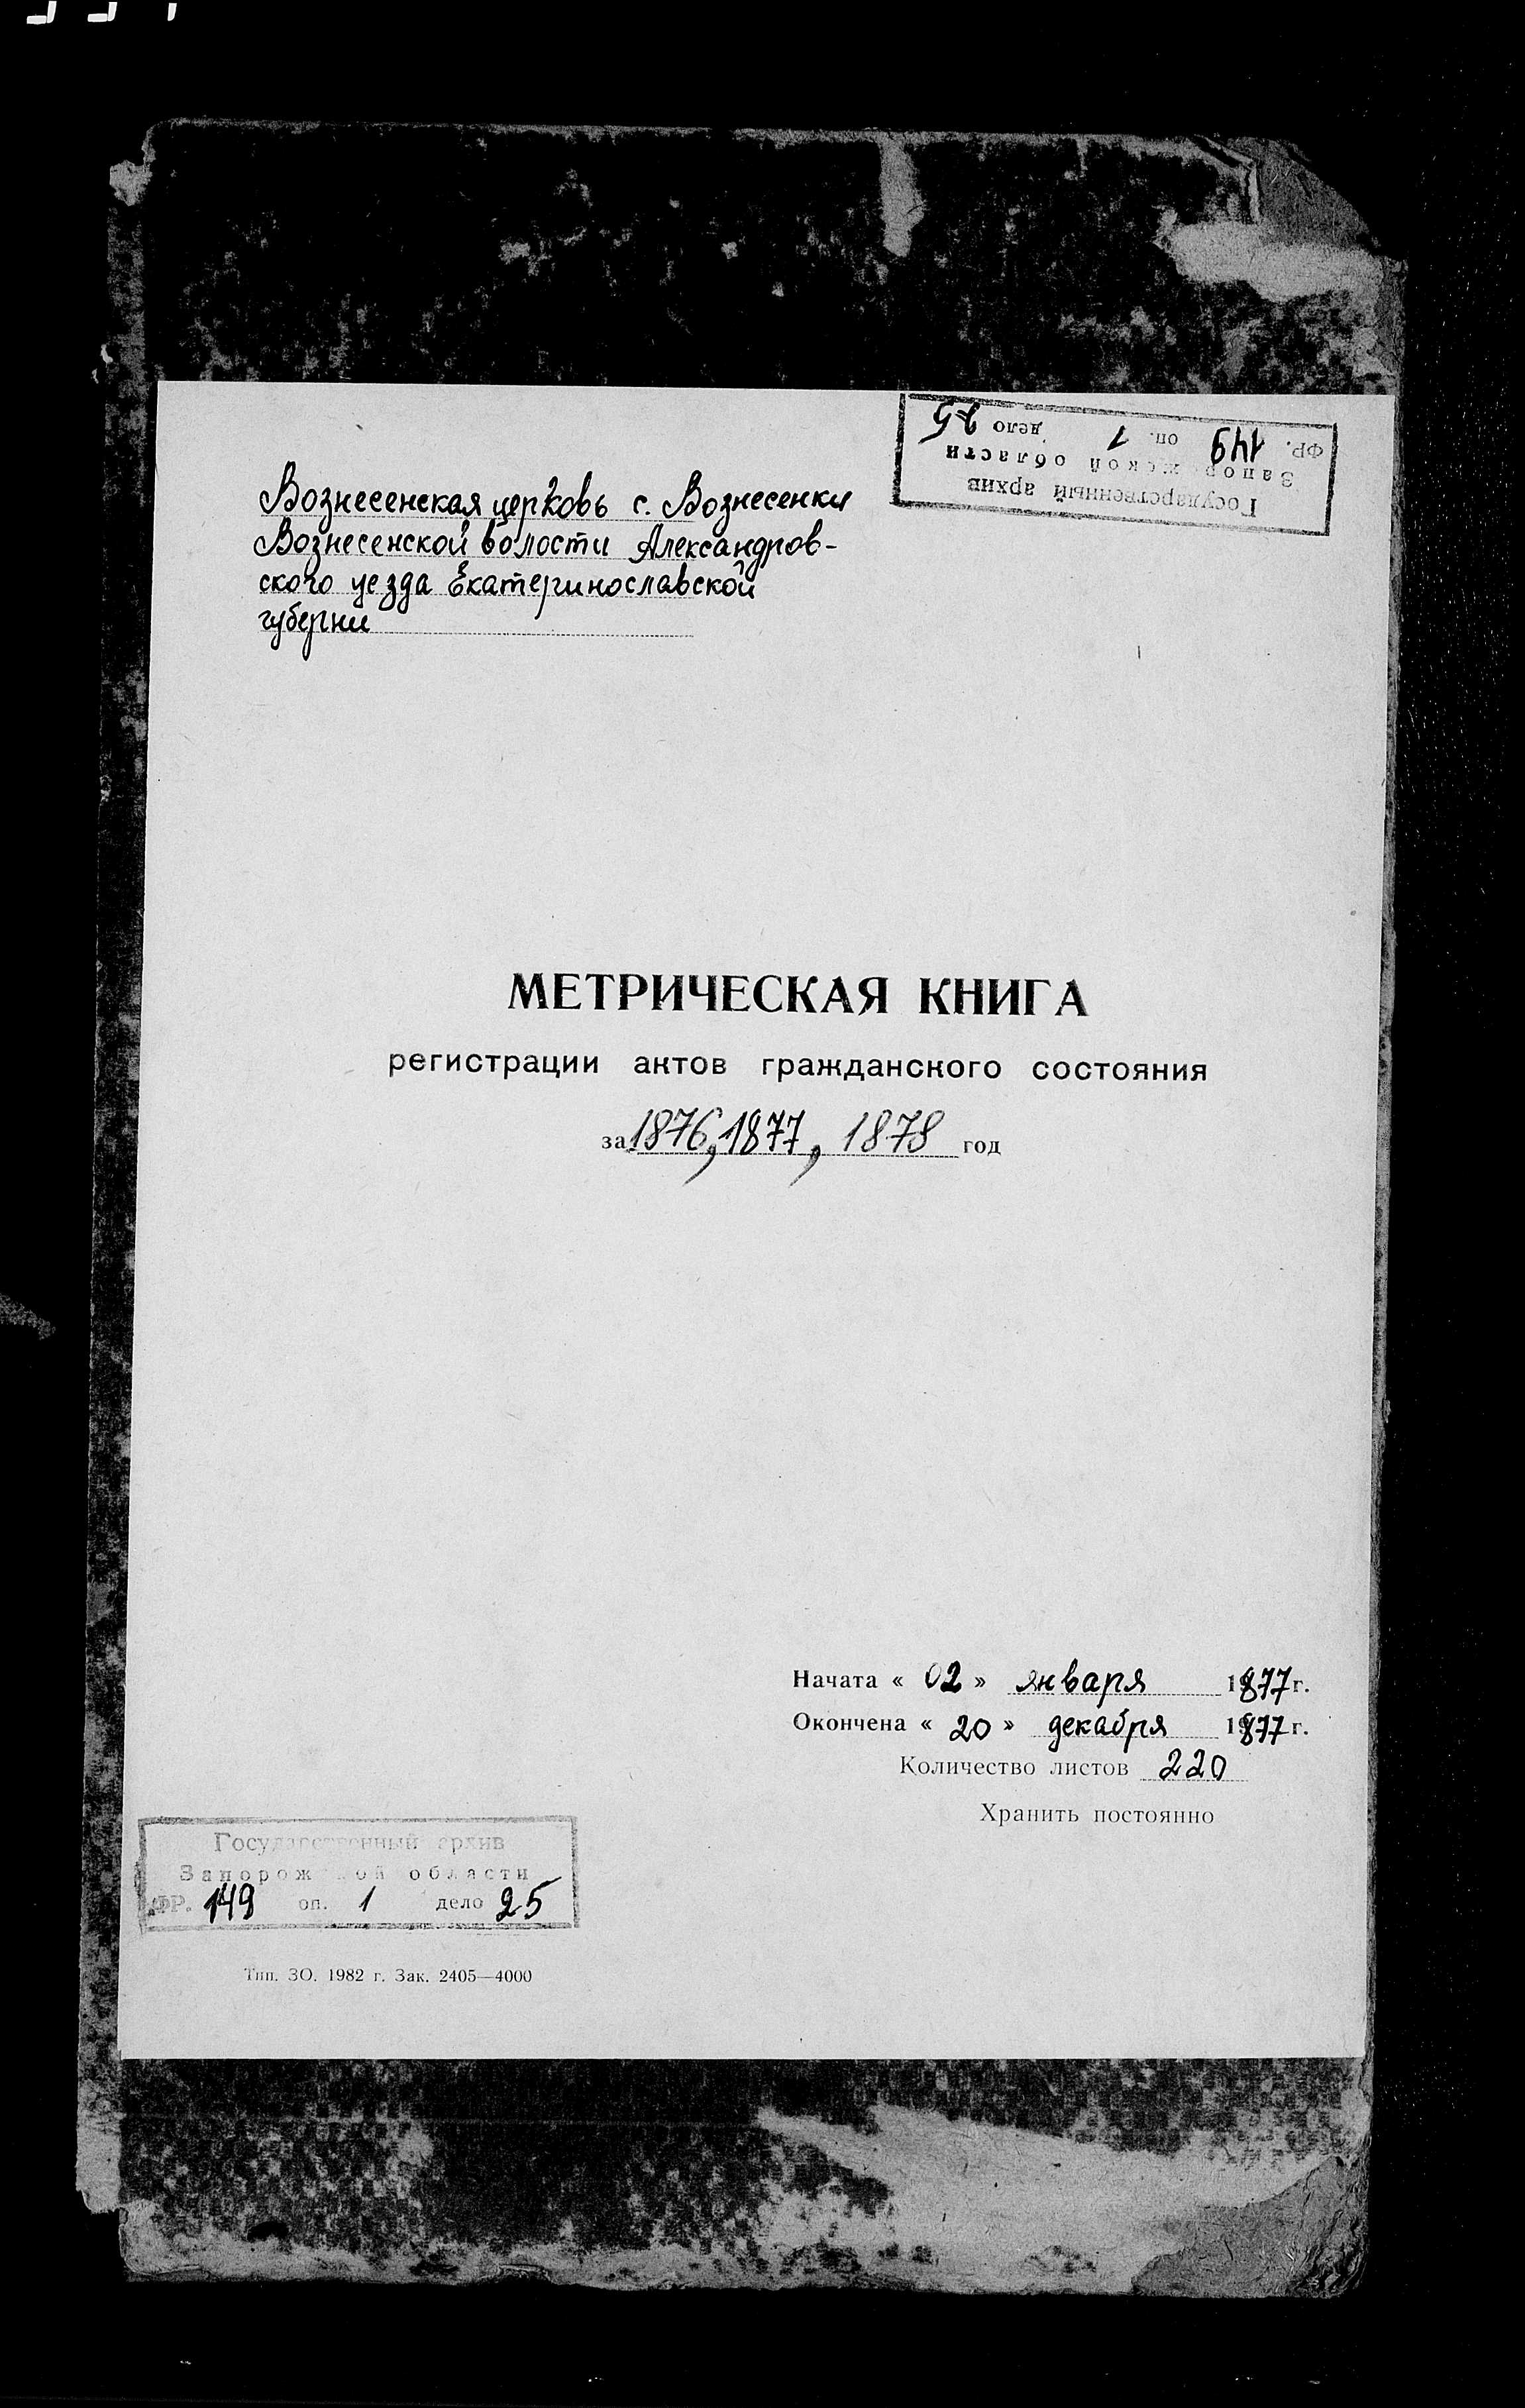 ФР. 149 оп. 1 дело 25
Запорожской области
Государственный архив
Вознесенская церковь с. Вознесенки
Вознесенской волости Александров-
ского уезда Екатеринославской
губерни
МЕТРИЧЕСКАЯ КНИГА
регистрации актов гражданского состояния
за 1876, 1877, 1878 год
Начата « 02 » января 1877 г.
Окончена « 20 » декабря 1877 г.
Количество листов 220
Хранить постоянно
Государственный архив
Запорожской области
ФР. 149 оп. 1 дело 25
Тип. ЗО. 1982 г. Зак. 2405—4000